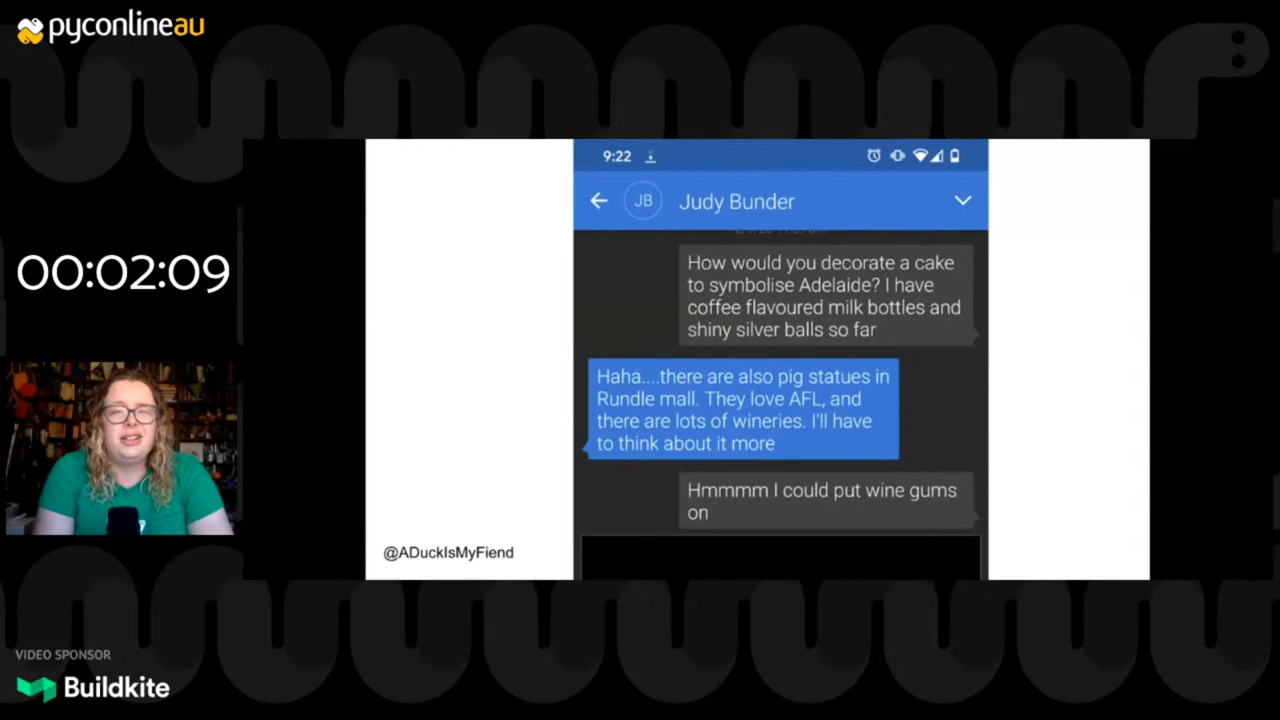 pyconlineau
00:02:09
9:22
JB
Judy Bunder
How would you decorate a cake
to symbolise Adelaide? I have
coffee flavoured milk bottles and
shiny silver balls so far
Haha....there are also pig statues in
Rundle mall. They love AFL, and
there are lots of wineries. I'll have
to think about it more
Hmmmm I could put wine gums
on
@ADuckIsMyFiend
VIDEO SPONSOR
Buildkite